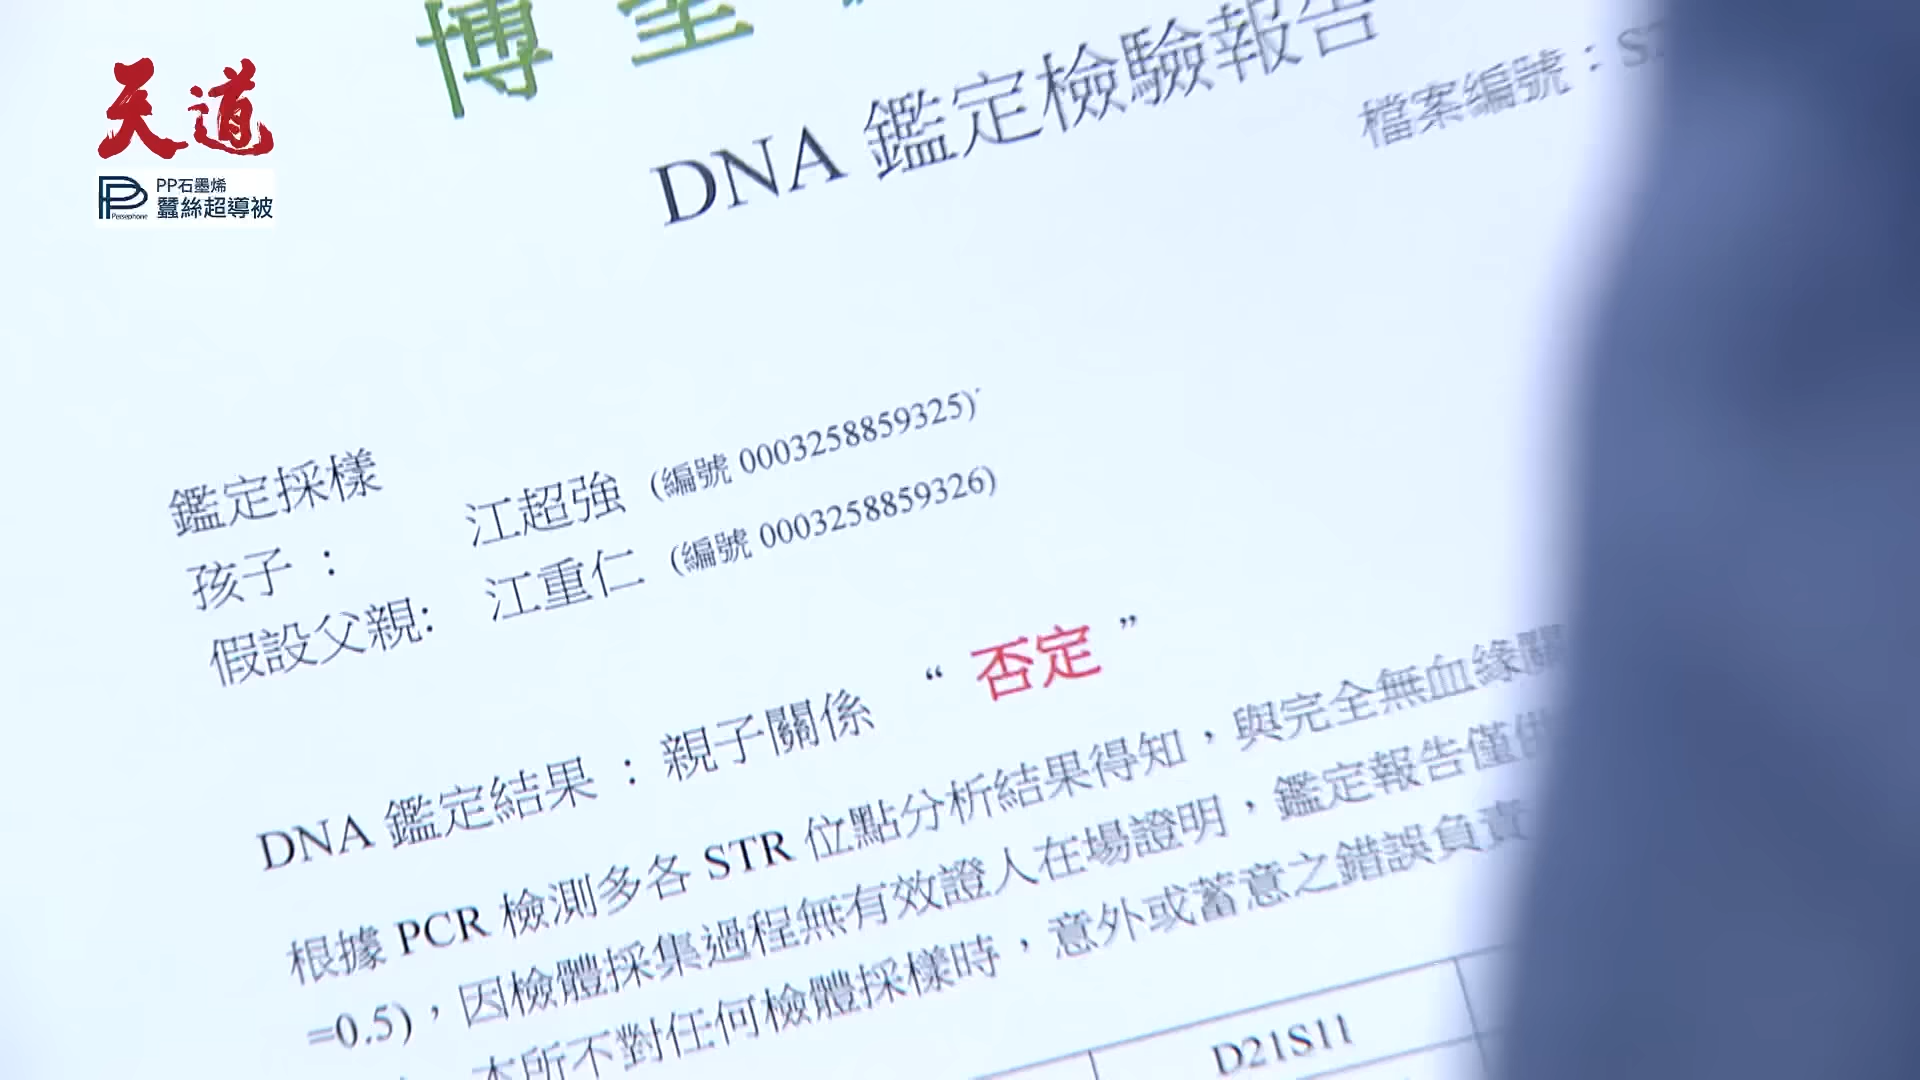 天道
PP石墨烯
蠶絲超導被
Persephone
博
DNA 鑑定檢驗報告
檔案編號：S
鑑定採樣
孩子： 江超強 (編號 0003258859325)
假設父親: 江重仁 (編號 0003258859326)
DNA 鑑定結果：親子關係 “否定”
根據 PCR 檢測多各 STR 位點分析結果得知，與完全無血緣關
=0.5)，因檢體採集過程無有效證人在場證明，鑑定報告僅供
本所不對任何檢體採樣時，意外或蓄意之錯誤負責
D21S11